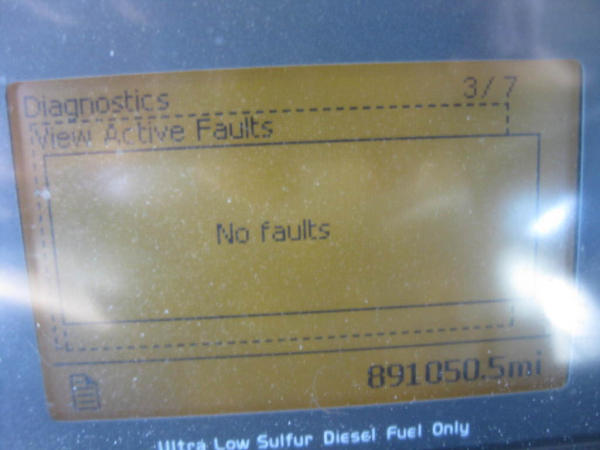 Diagnostics 3/7
View Active Faults
No faults
891050.5mi
Ultra Low Sulfur Diesel Fuel Only